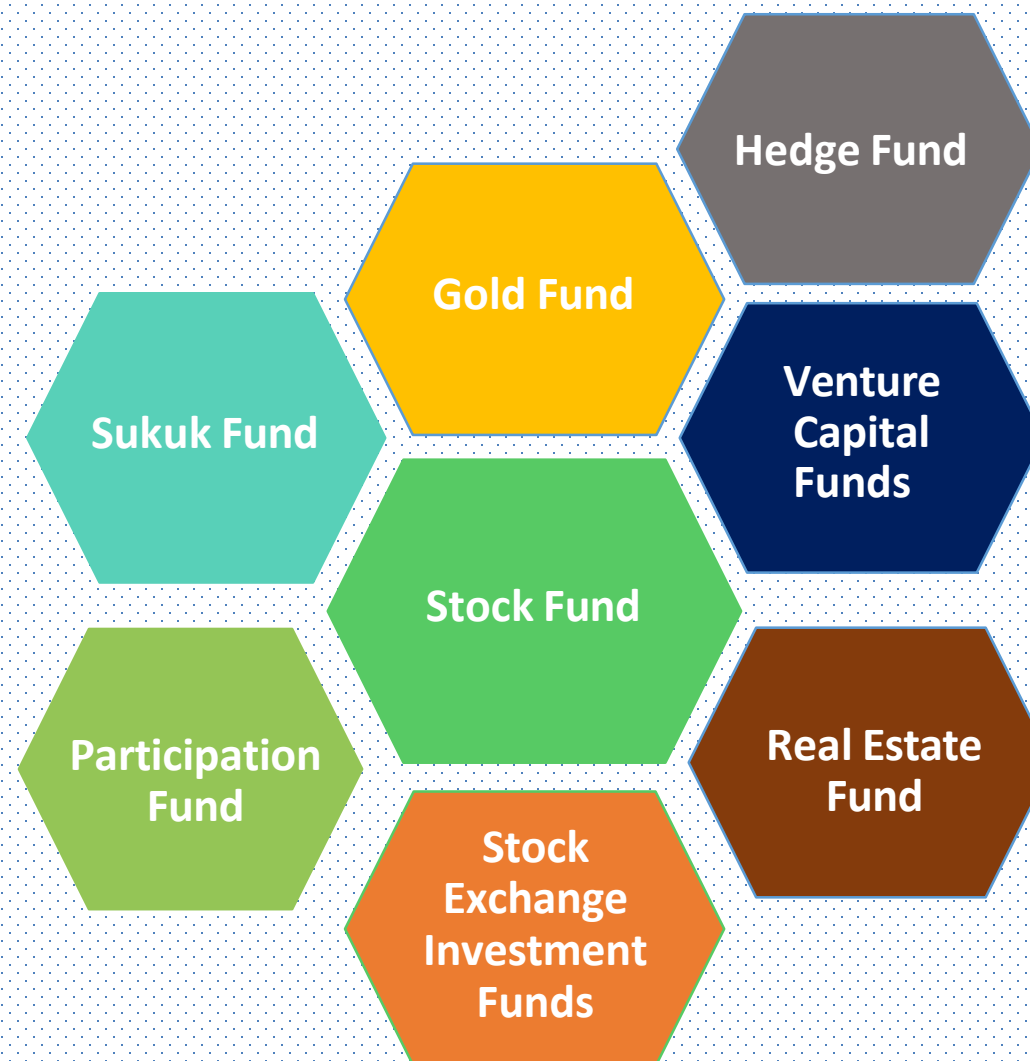 Hedge Fund
Gold Fund
Sukuk Fund
Venture
Capital
Funds
Stock Fund
Participation
Fund
Real Estate
Fund
Stock
Exchange
Investment
Funds